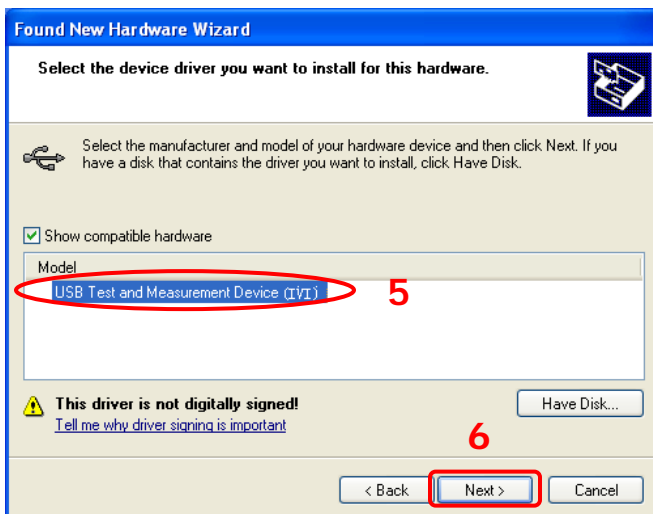 Found New Hardware Wizard
Select the device driver you want to install for this hardware.
Select the manufacturer and model of your hardware device and then click Next. If you
have a disk that contains the driver you want to install, click Have Disk.
Show compatible hardware
Model
USB Test and Measurement Device (IVI)
5
This driver is not digitally signed!
Have Disk...
Tell me why driver signing is important
6
< Back
Next >
Cancel